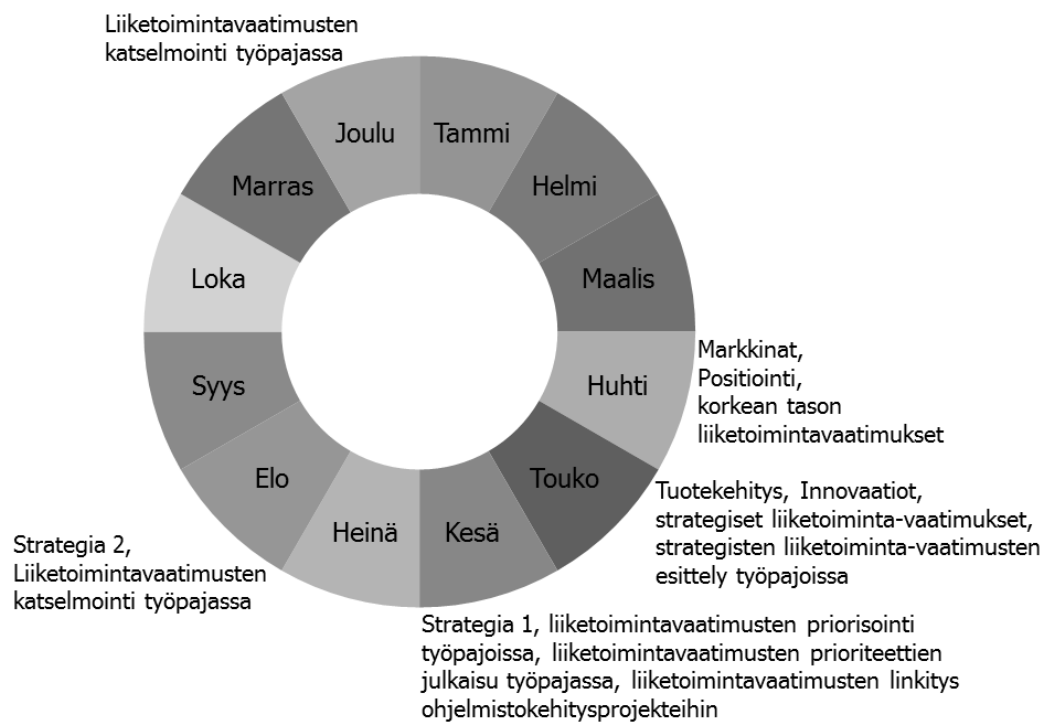 Liiketoimintavaatimusten
katselmointi työpajassa
Joulu
Tammi
Marras
Helmi
Loka
Maalis
Markkinat,
Positiointi,
korkean tason
liiketoimintavaatimukset
Syys
Huhti
Elo
Touko
Tuotekehitys, Innovaatiot,
strategiset liiketoiminta-vaatimukset,
strategisten liiketoiminta-vaatimusten
esittely työpajoissa
Heinä
Kesä
Strategia 2,
Liiketoimintavaatimusten
katselmointi työpajassa
Strategia 1, liiketoimintavaatimusten priorisointi
työpajoissa, liiketoimintavaatimusten prioriteettien
julkaisu työpajassa, liiketoimintavaatimusten linkitys
ohjelmistokehitysprojekteihin